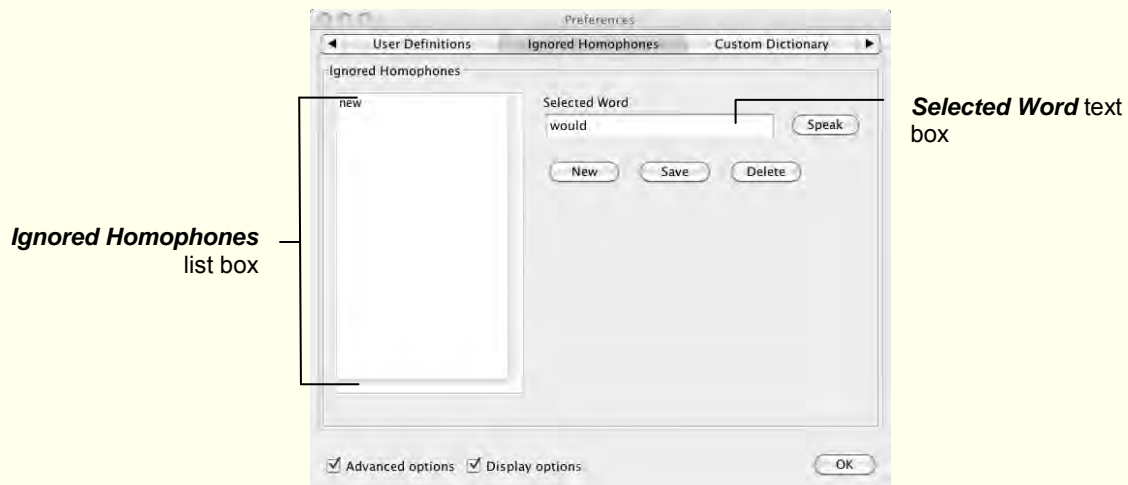 Preferences
User Definitions Ignored Homophones Custom Dictionary
Ignored Homophones
new
Selected Word
would
Speak
New Save Delete
Selected Word text
box
Ignored Homophones
list box
Advanced options Display options
OK